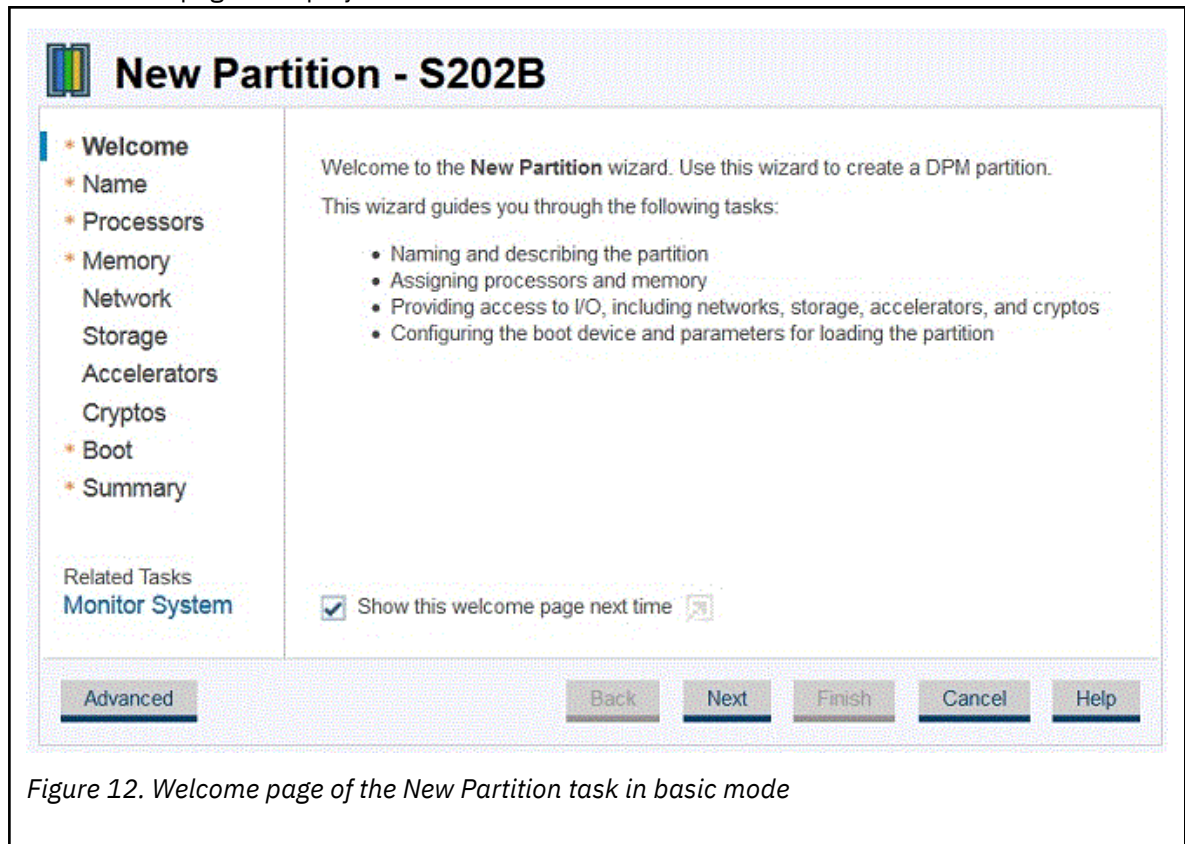 New Partition - S202B
* Welcome
* Name
* Processors
* Memory
Network
Storage
Accelerators
Cryptos
* Boot
* Summary
Related Tasks
Monitor System
Welcome to the New Partition wizard. Use this wizard to create a DPM partition.
This wizard guides you through the following tasks:
• Naming and describing the partition
• Assigning processors and memory
• Providing access to I/O, including networks, storage, accelerators, and cryptos
• Configuring the boot device and parameters for loading the partition
Show this welcome page next time
Advanced
Back
Next
Finish
Cancel
Help
Figure 12. Welcome page of the New Partition task in basic mode